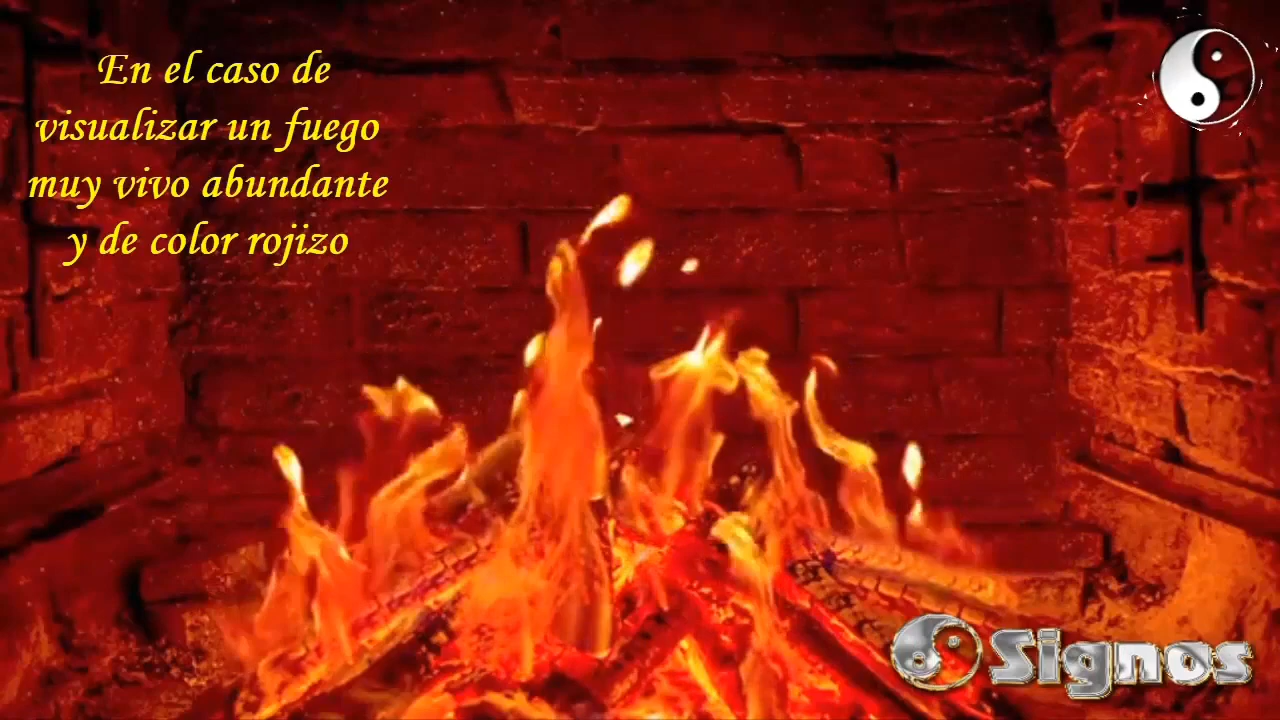 En el caso de
visualizar un fuego
muy vivo abundante
y de color rojizo
Signos